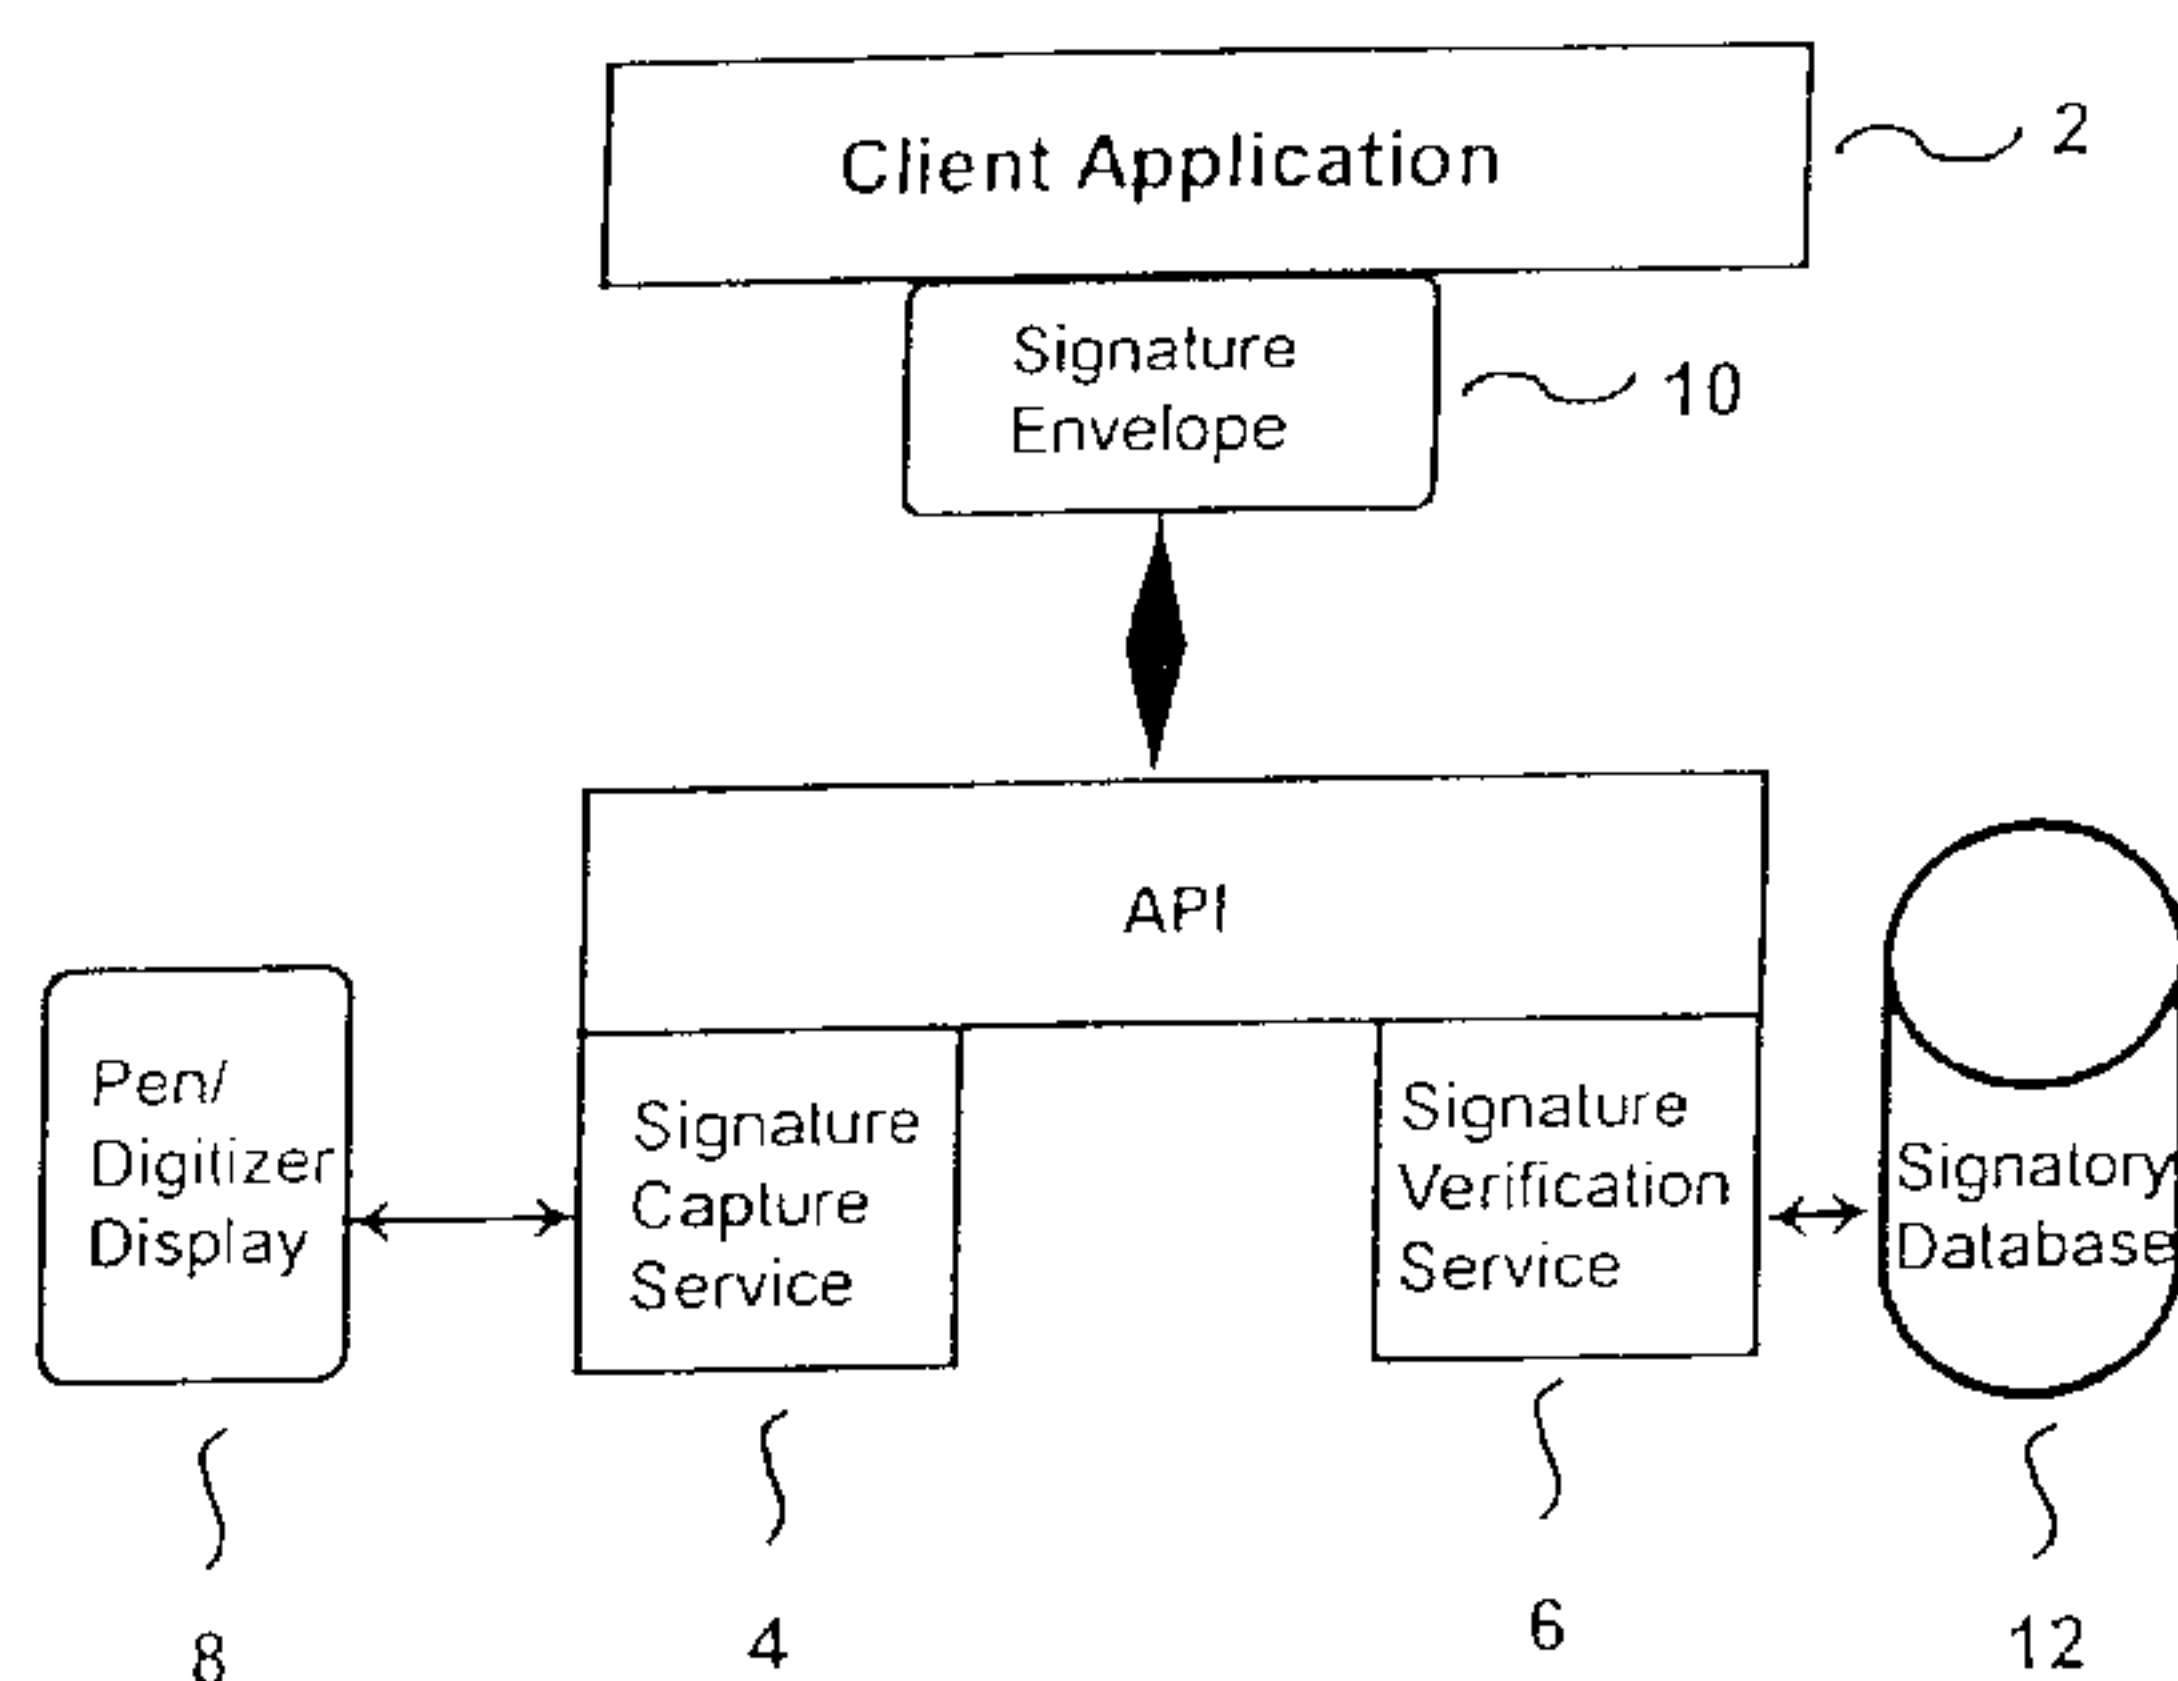 Client Application
2
Signature
Envelope
10
API
Pen/
Digitizer
Display
Signature
Capture
Service
Signature
Verification
Service
Signatory
Database
8
4
6
12